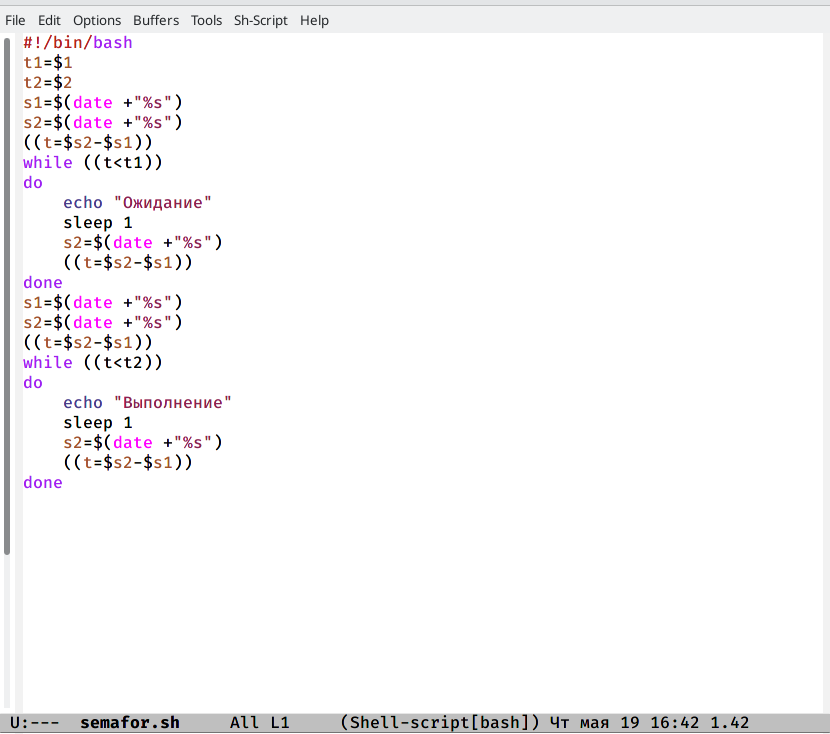 File Edit Options Buffers Tools Sh-Script Help
#!/bin/bash
t1=$1
t2=$2
s1=$(date +"%s")
s2=$(date +"%s")
((t=$s2-$s1))
while ((t<t1))
do
    echo "Ожидание"
    sleep 1
    s2=$(date +"%s")
    ((t=$s2-$s1))
done
s1=$(date +"%s")
s2=$(date +"%s")
((t=$s2-$s1))
while ((t<t2))
do
    echo "Выполнение"
    sleep 1
    s2=$(date +"%s")
    ((t=$s2-$s1))
done
U:---  semafor.sh     All L1     (Shell-script[bash]) Чт мая 19 16:42 1.42